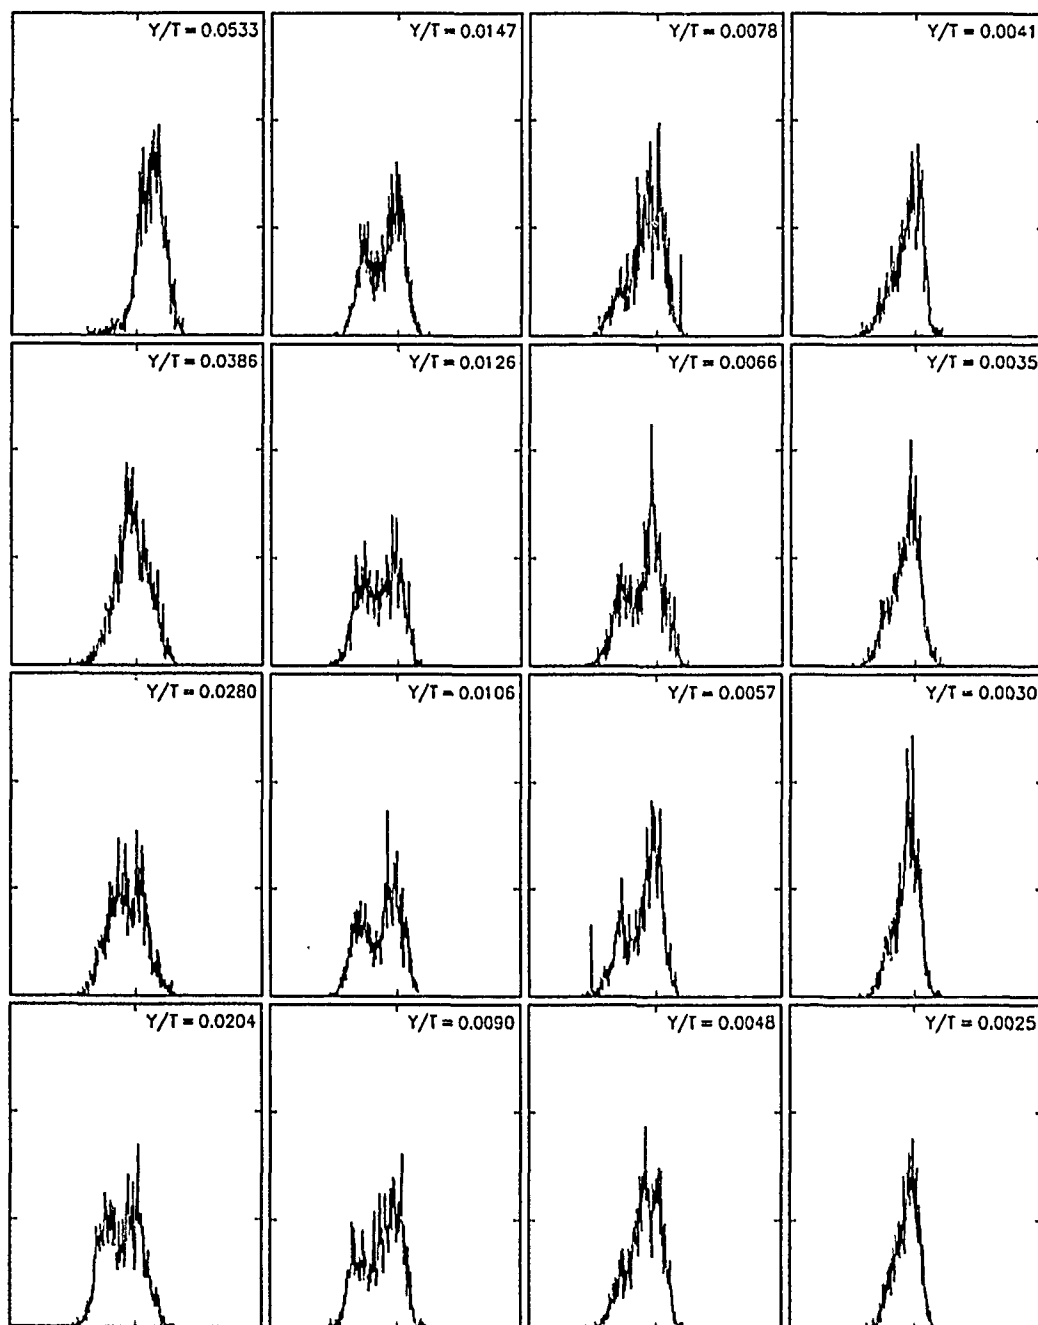 Y/T = 0.0533
Y/T = 0.0147
Y/T = 0.0078
Y/T = 0.0041
Y/T = 0.0386
Y/T = 0.0126
Y/T = 0.0066
Y/T = 0.0035
Y/T = 0.0280
Y/T = 0.0106
Y/T = 0.0057
Y/T = 0.0030
Y/T = 0.0204
Y/T = 0.0090
Y/T = 0.0048
Y/T = 0.0025